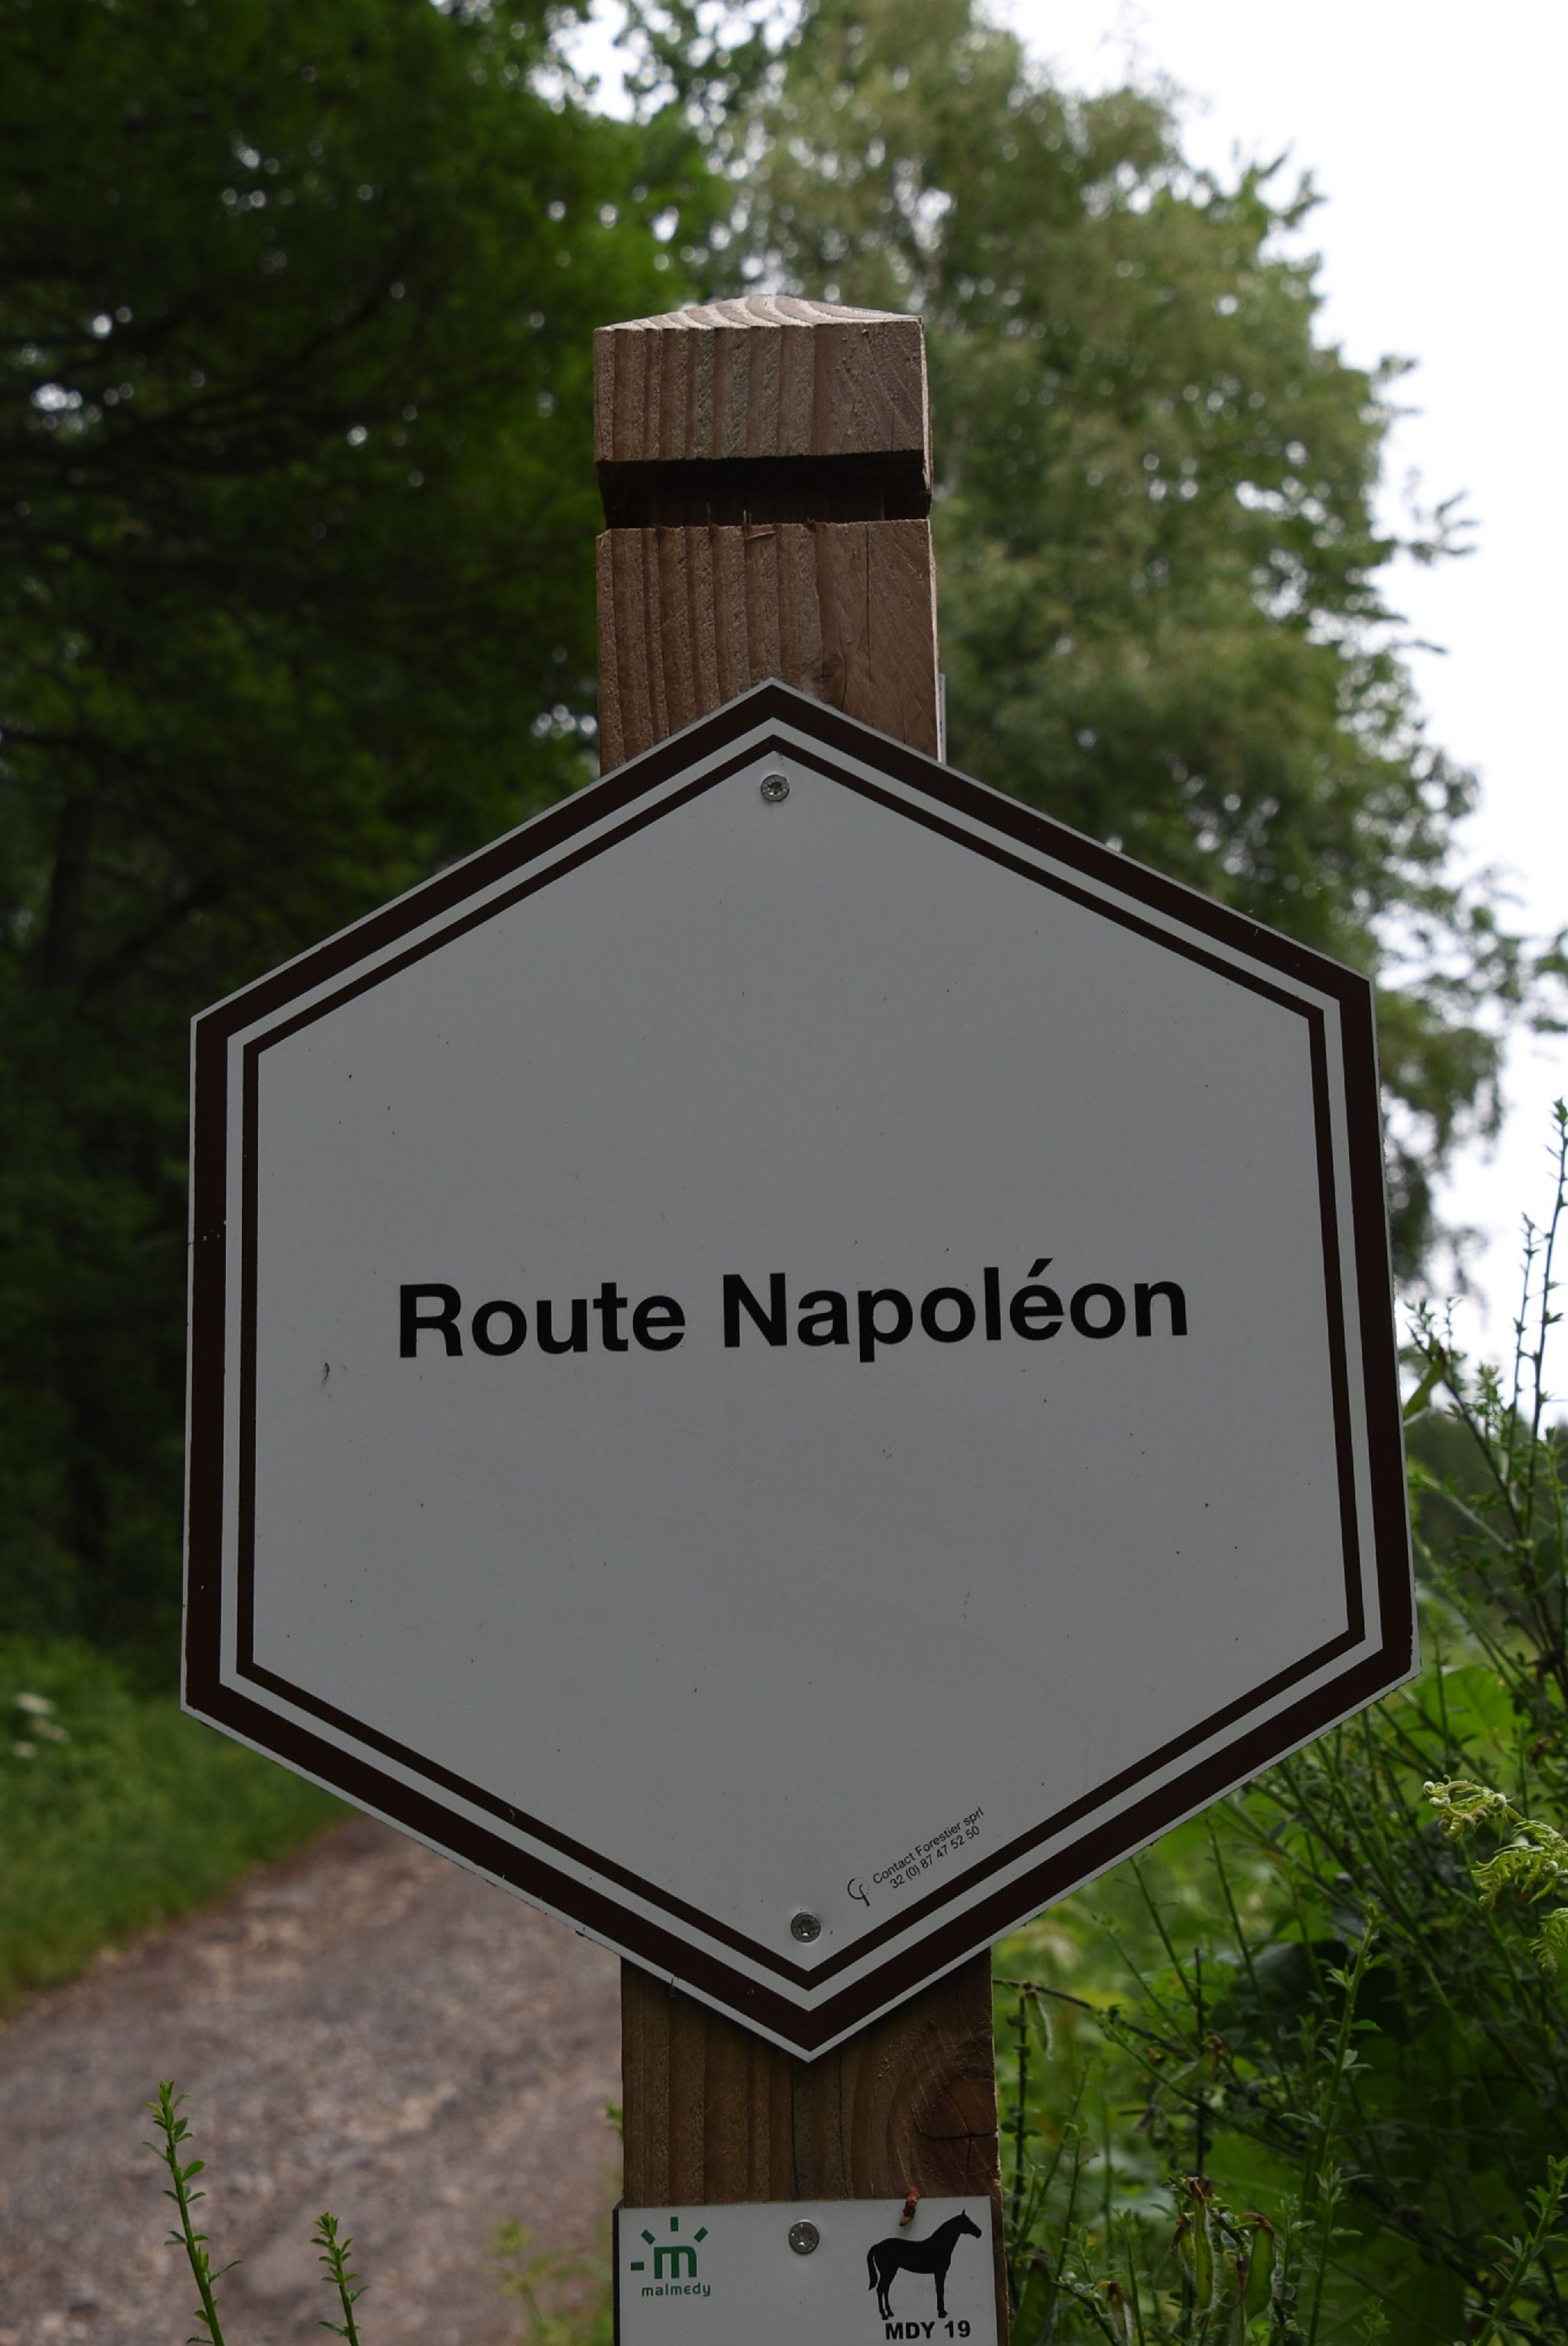 Route Napoléon
Contact Forestier sprl
32 (0) 87 47 52 50
m
malmedy
MDY 19